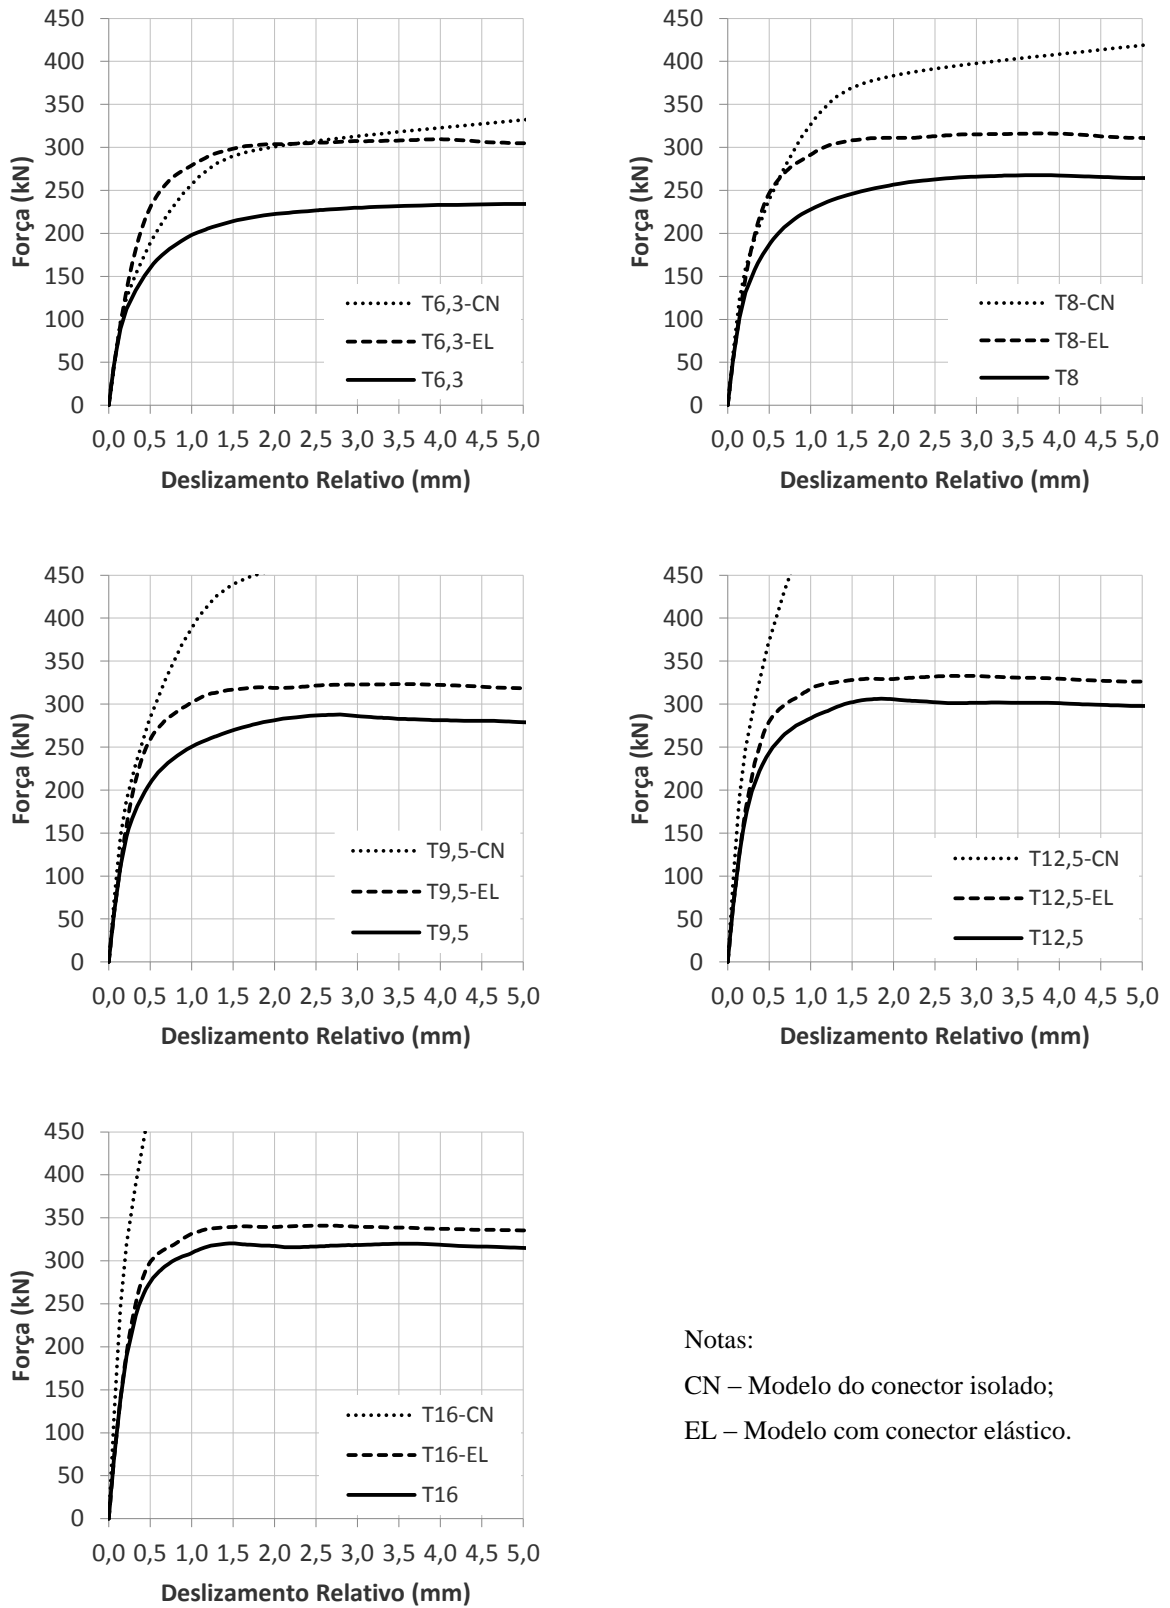 450
400
350
300
250
200
150
100
50
0
Força (kN)
T6,3-CN
T6,3-EL
T6,3
0,0 0,5 1,0 1,5 2,0 2,5 3,0 3,5 4,0 4,5 5,0
Deslizamento Relativo (mm)
450
400
350
300
250
200
150
100
50
0
Força (kN)
T8-CN
T8-EL
T8
0,0 0,5 1,0 1,5 2,0 2,5 3,0 3,5 4,0 4,5 5,0
Deslizamento Relativo (mm)
450
400
350
300
250
200
150
100
50
0
Força (kN)
T9,5-CN
T9,5-EL
T9,5
0,0 0,5 1,0 1,5 2,0 2,5 3,0 3,5 4,0 4,5 5,0
Deslizamento Relativo (mm)
450
400
350
300
250
200
150
100
50
0
Força (kN)
T12,5-CN
T12,5-EL
T12,5
0,0 0,5 1,0 1,5 2,0 2,5 3,0 3,5 4,0 4,5 5,0
Deslizamento Relativo (mm)
450
400
350
300
250
200
150
100
50
0
Força (kN)
T16-CN
T16-EL
T16
0,0 0,5 1,0 1,5 2,0 2,5 3,0 3,5 4,0 4,5 5,0
Deslizamento Relativo (mm)
Notas:
CN – Modelo do conector isolado;
EL – Modelo com conector elástico.